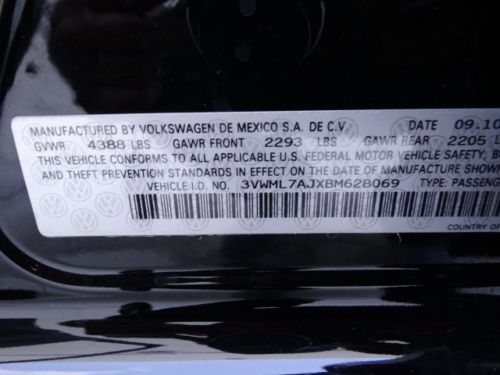 MANUFACTURED BY VOLKSWAGEN DE MEXICO S.A. DE C.V. DATE 09.10
GVWR 4388 LBS GAWR FRONT 2293 LBS GAWR REAR 2205 L
THIS VEHICLE CONFORMS TO ALL APPLICABLE U.S. FEDERAL MOTOR VEHICLE SAFETY, B
AND THEFT PREVENTION STANDARDS IN EFFECT ON THE DATE OF MANUFACTURE SHOWN
VEHICLE I.D. NO. 3VWML7AJXBM628069 TYPE: PASSENG
COUNTRY OF